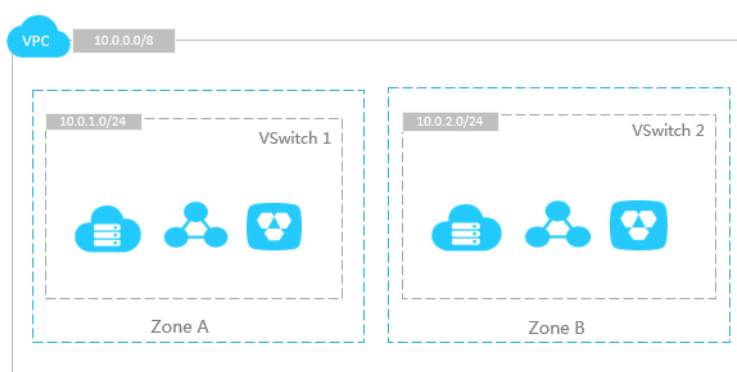 VPC
10.0.0.0/8
10.0.1.0/24
VSwitch 1
Zone A
10.0.2.0/24
VSwitch 2
Zone B